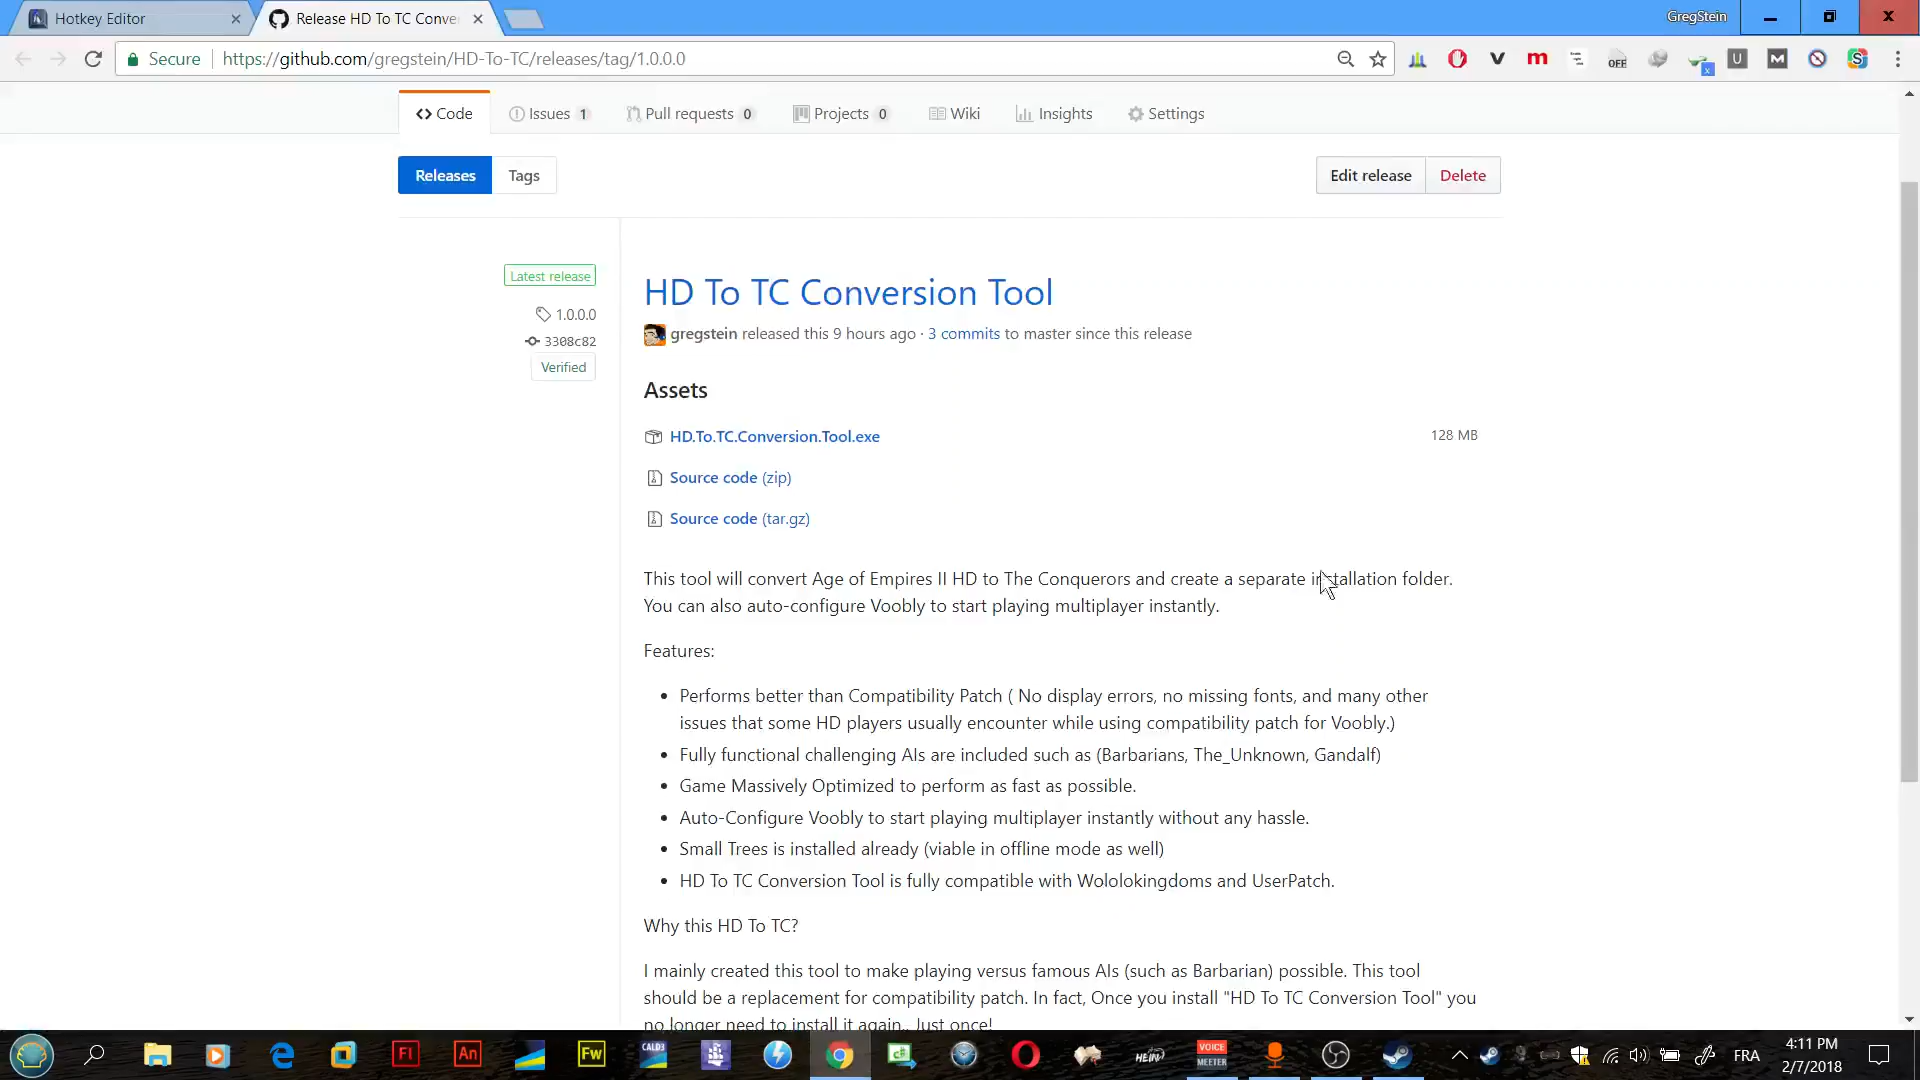 Hotkey Editor
Release HD To TC Conve
GregStein
Secure
https://github.com/gregstein/HD-To-TC/releases/tag/1.0.0.0
OFF
Code
Issues 1
Pull requests 0
Projects 0
Wiki
Insights
Settings
Releases
Tags
Edit release
Delete
Latest release
1.0.0.0
3308c82
Verified
HD To TC Conversion Tool
gregstein released this 9 hours ago · 3 commits to master since this release
Assets
HD.To.TC.Conversion.Tool.exe
128 MB
Source code (zip)
Source code (tar.gz)
This tool will convert Age of Empires II HD to The Conquerors and create a separate installation folder.
You can also auto-configure Voobly to start playing multiplayer instantly.
Features:
• Performs better than Compatibility Patch ( No display errors, no missing fonts, and many other
issues that some HD players usually encounter while using compatibility patch for Voobly.)
• Fully functional challenging AIs are included such as (Barbarians, The_Unknown, Gandalf)
• Game Massively Optimized to perform as fast as possible.
• Auto-Configure Voobly to start playing multiplayer instantly without any hassle.
• Small Trees is installed already (viable in offline mode as well)
• HD To TC Conversion Tool is fully compatible with Wololokingdoms and UserPatch.
Why this HD To TC?
I mainly created this tool to make playing versus famous AIs (such as Barbarian) possible. This tool
should be a replacement for compatibility patch. In fact, Once you install "HD To TC Conversion Tool" you
no longer need to install it again.. Just once!
Fl
An
Fw
CALD3
HEIN?
VOICE
MEETER
FRA
4:11 PM
2/7/2018